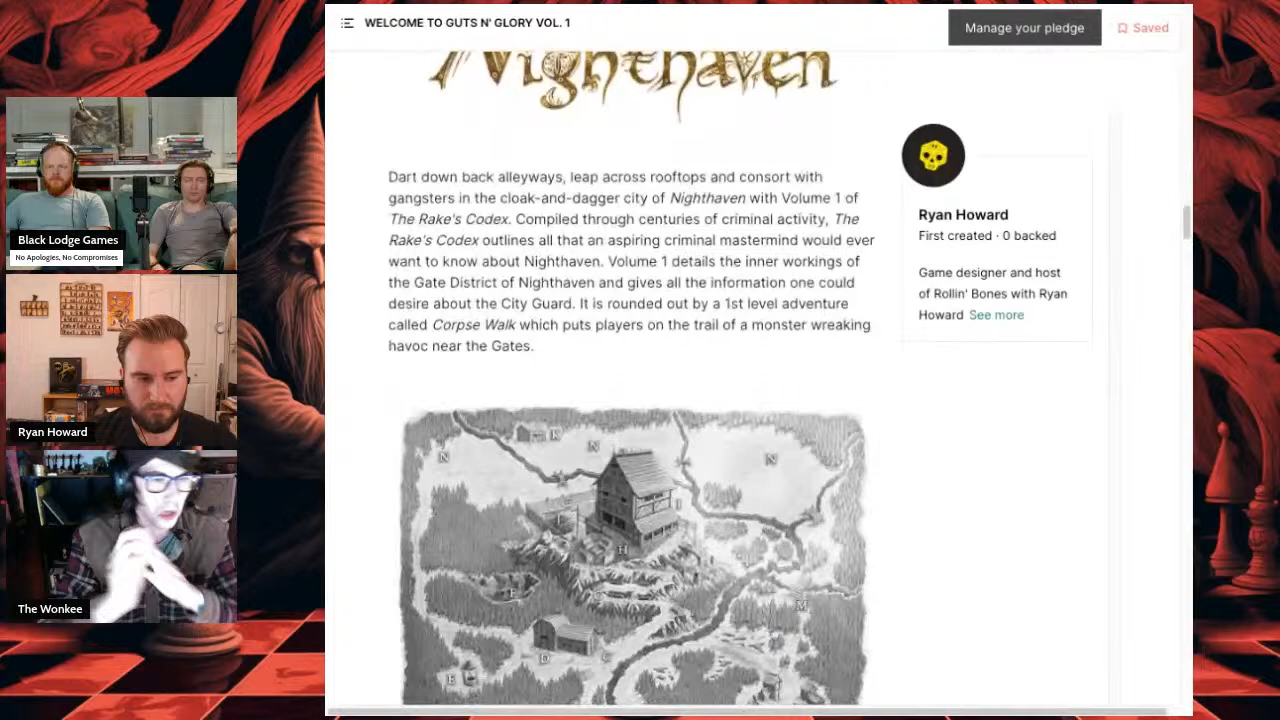 WELCOME TO GUTS N' GLORY VOL. 1
Manage your pledge
Saved
Nighthaven
Dart down back alleyways, leap across rooftops and consort with
gangsters in the cloak-and-dagger city of Nighthaven with Volume 1 of
The Rake's Codex. Compiled through centuries of criminal activity, The
Rake's Codex outlines all that an aspiring criminal mastermind would ever
want to know about Nighthaven. Volume 1 details the inner workings of
the Gate District of Nighthaven and gives all the information one could
desire about the City Guard. It is rounded out by a 1st level adventure
called Corpse Walk which puts players on the trail of a monster wreaking
havoc near the Gates.
Ryan Howard
First created · 0 backed
Game designer and host
of Rollin' Bones with Ryan
Howard See more
K
N
N
N
I
H
F
M
D
C
E
Black Lodge Games
No Apologies, No Compromises
Ryan Howard
The Wonkee